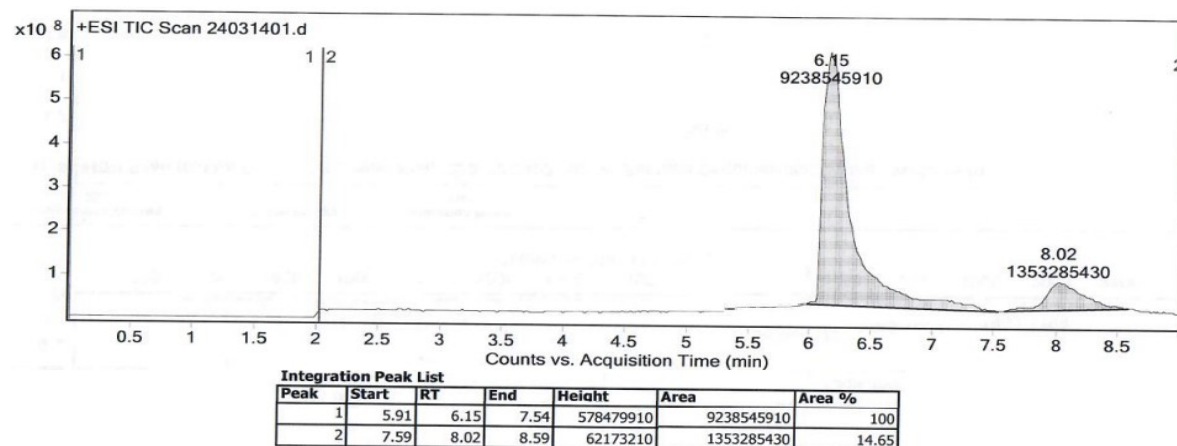 +ESI TIC Scan 24031401.d
x10 8
1
1
2
2
6
5
4
3
2
1
6.15
9238545910
8.02
1353285430
0.5 1 1.5 2 2.5 3 3.5 4 4.5 5 5.5 6 6.5 7 7.5 8 8.5
Counts vs. Acquisition Time (min)
Integration Peak List
Peak Start RT End Height Area Area %
1 5.91 6.15 7.54 578479910 9238545910 100
2 7.59 8.02 8.59 62173210 1353285430 14.65